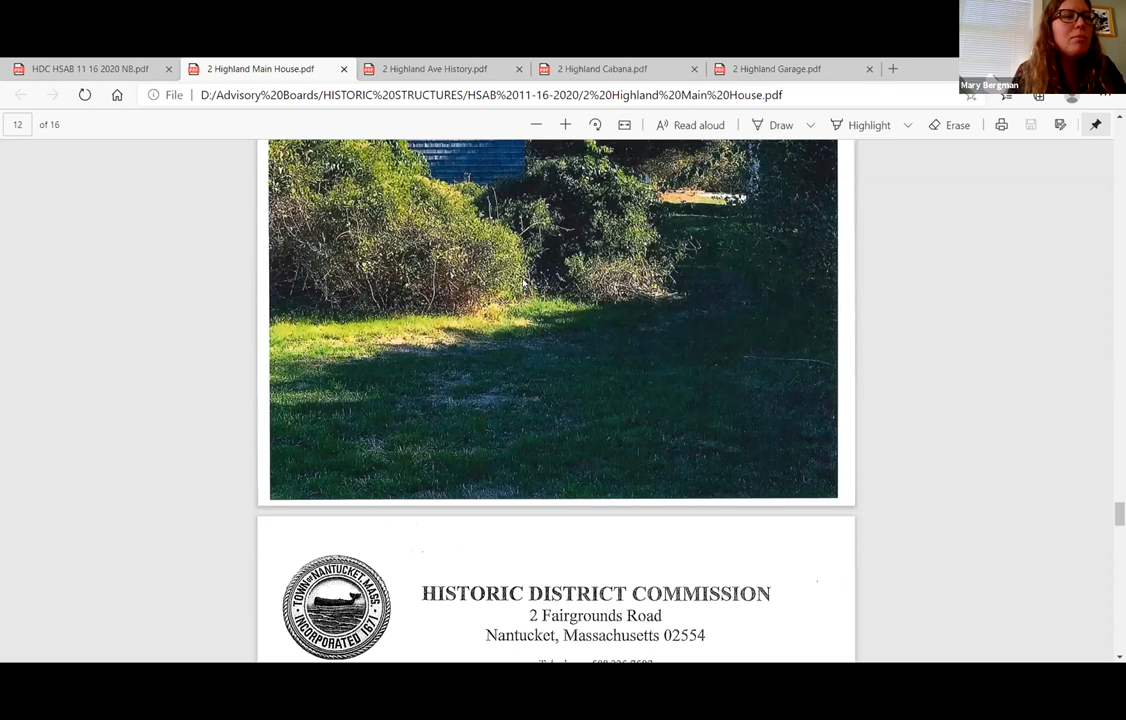 Mary Bergman
HDC HSAB 11 16 2020 NB.pdf
2 Highland Main House.pdf
2 Highland Ave History.pdf
2 Highland Cabana.pdf
2 Highland Garage.pdf
File
D:/Advisory%20Boards/HISTORIC%20STRUCTURES/HSAB%2011-16-2020/2%20Highland%20Main%20House.pdf
12 of 16
Read aloud
Draw
Highlight
Erase
TOWN OF NANTUCKET MASS.
INCORPORATED 1671
HISTORIC DISTRICT COMMISSION
2 Fairgrounds Road
Nantucket, Massachusetts 02554